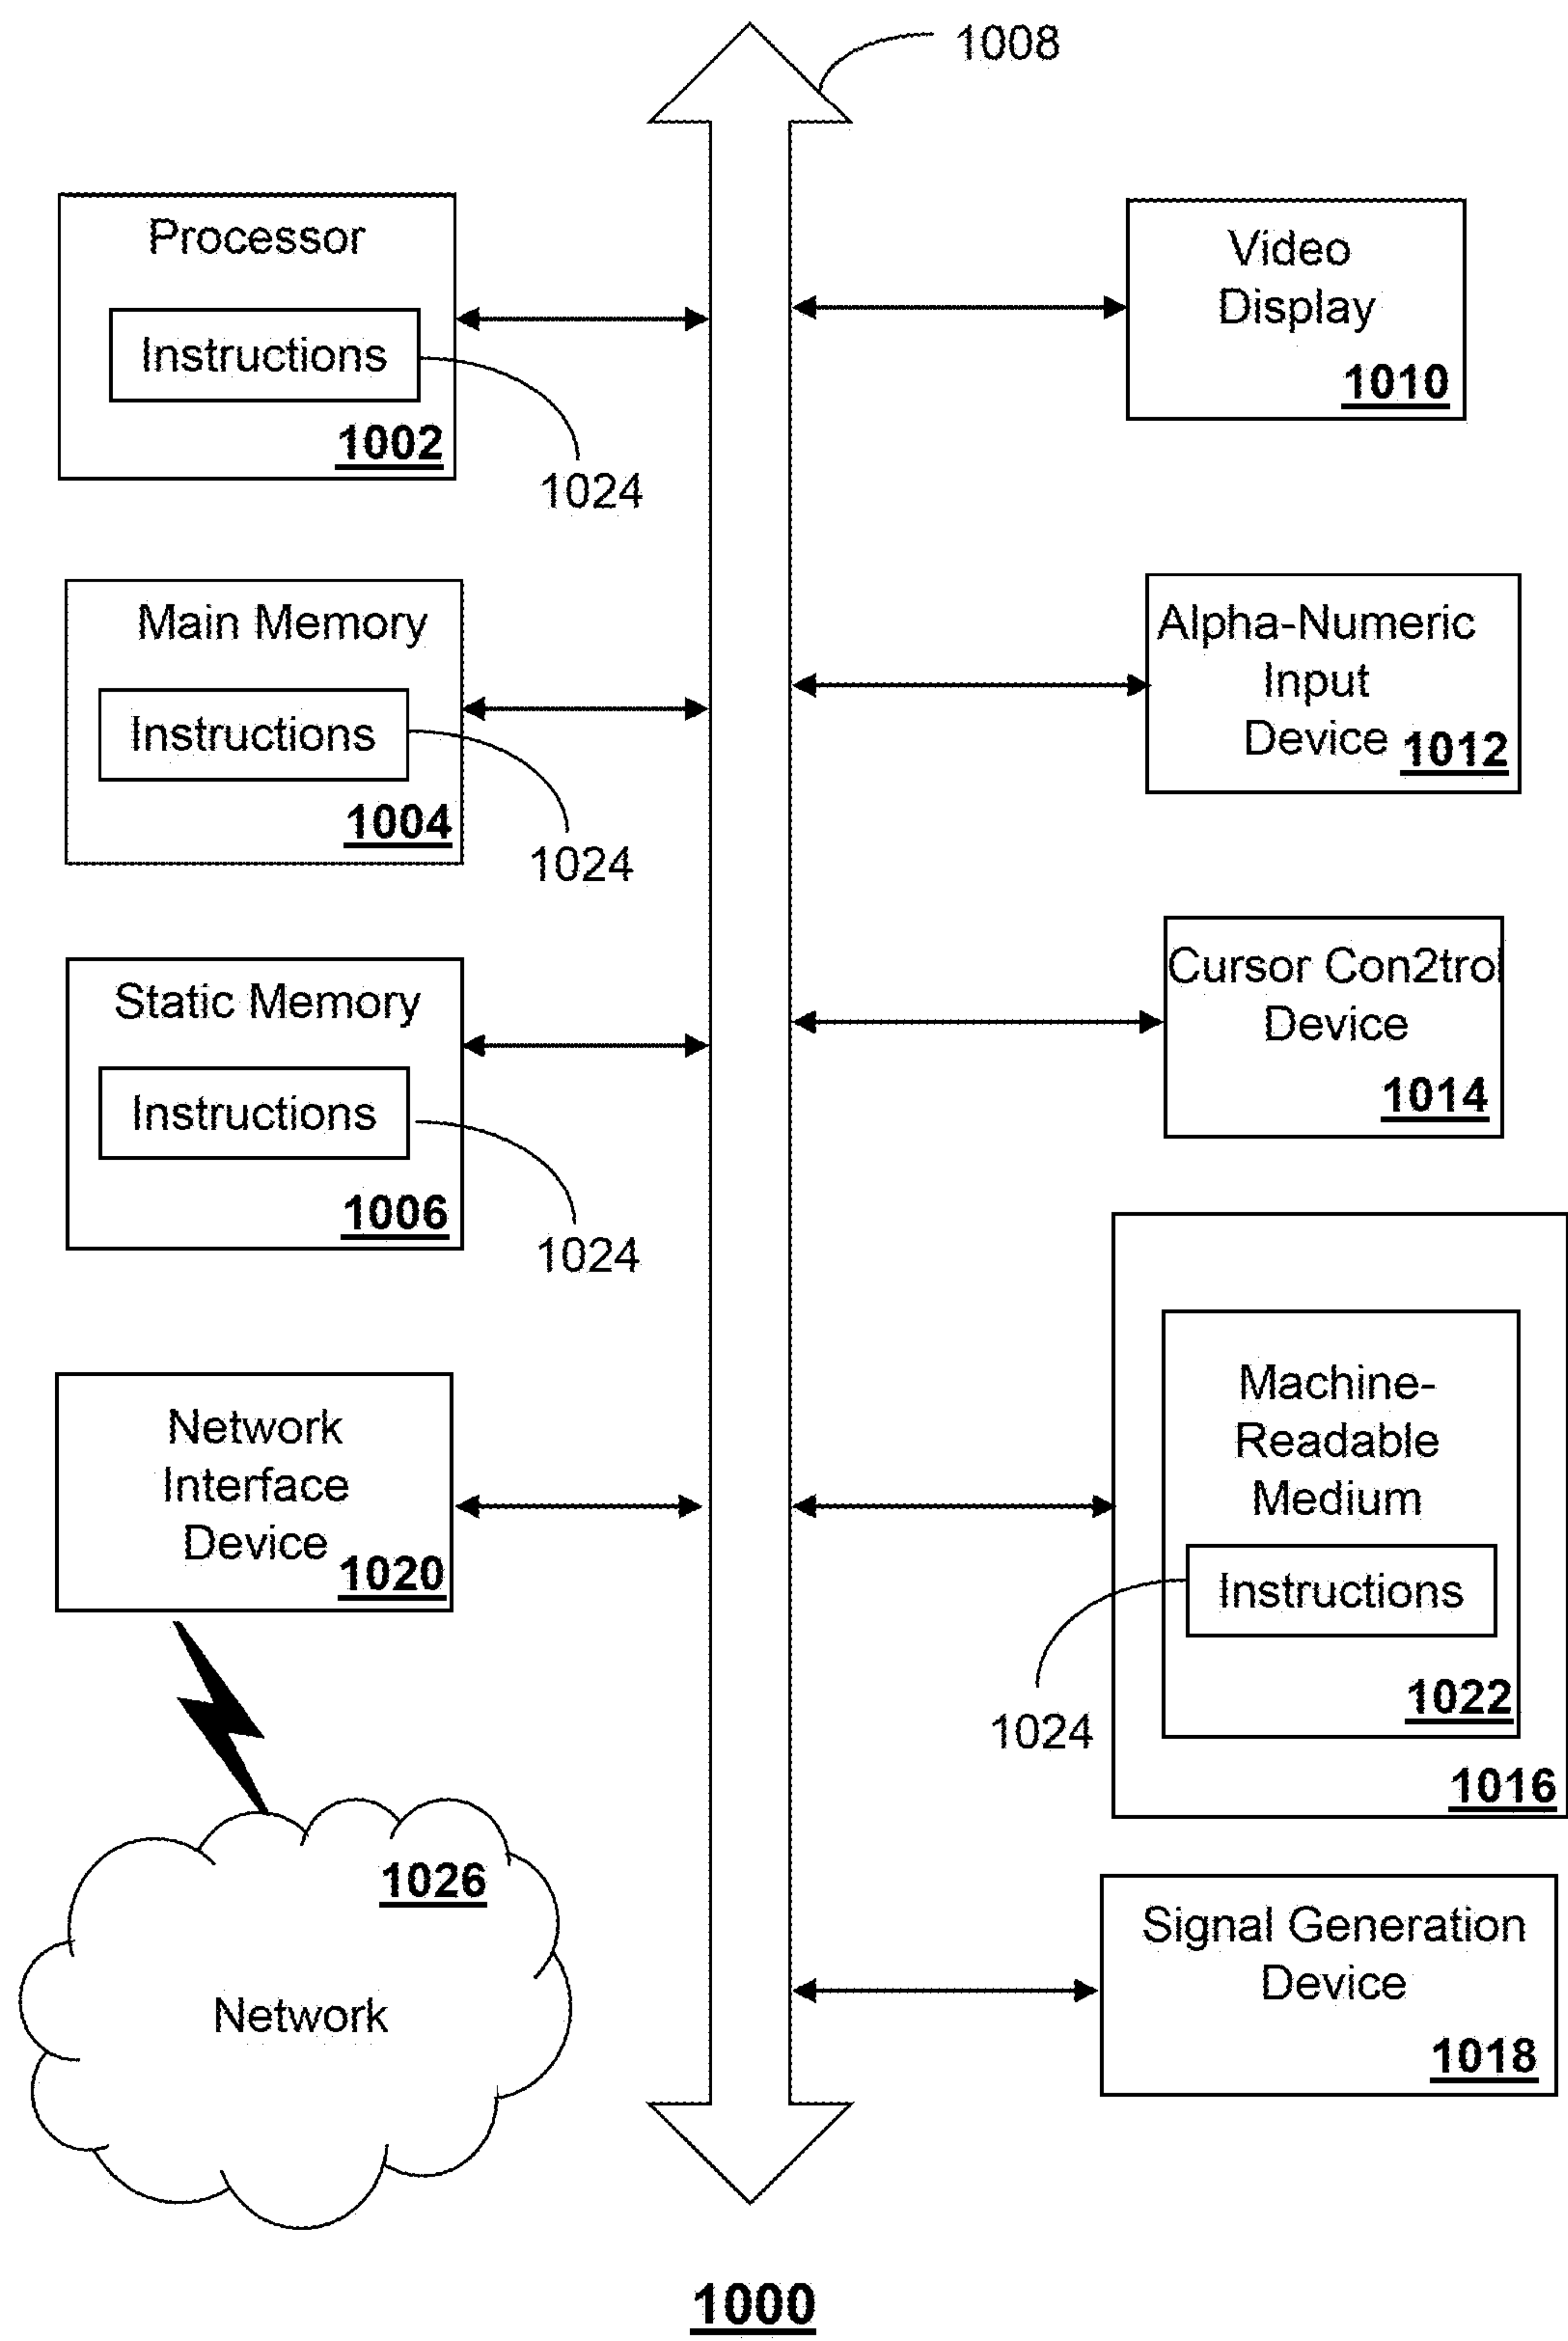 1008
Processor
Instructions
1002
1024
Main Memory
Instructions
1004
1024
Static Memory
Instructions
1006
1024
Network
Interface
Device
1020
1026
Network
Video
Display
1010
Alpha-Numeric
Input
Device 1012
Cursor Con2trol
Device
1014
Machine-
Readable
Medium
Instructions
1024
1022
1016
Signal Generation
Device
1018
1000